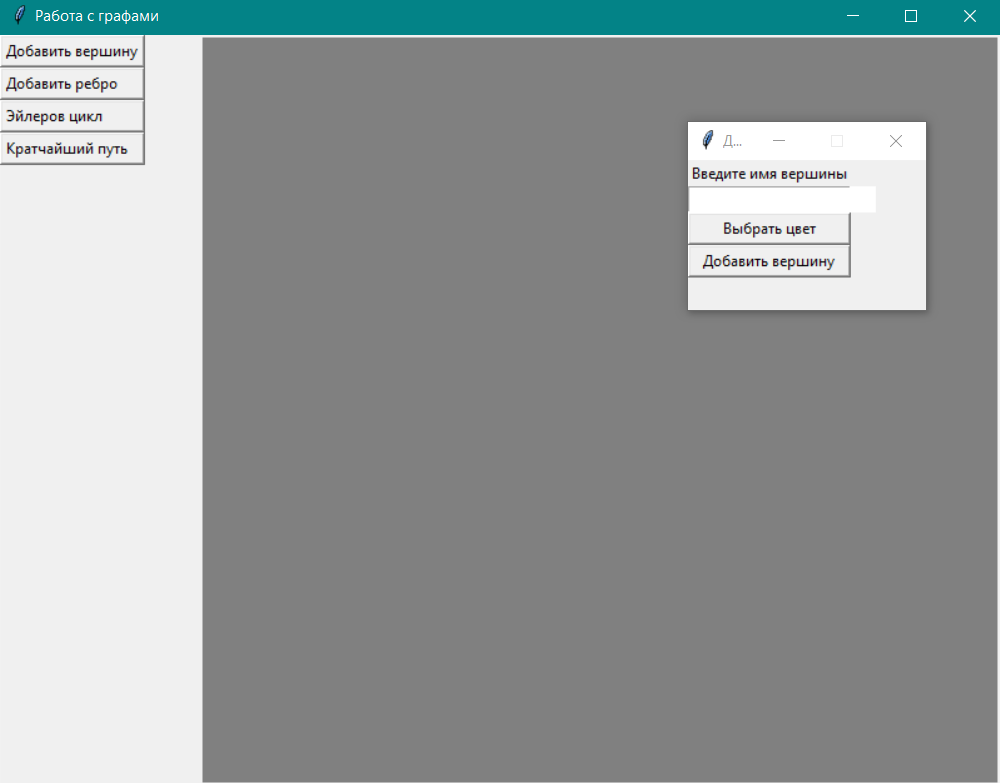 Работа с графами
Добавить вершину
Добавить ребро
Эйлеров цикл
Кратчайший путь
Д...
Введите имя вершины
Выбрать цвет
Добавить вершину